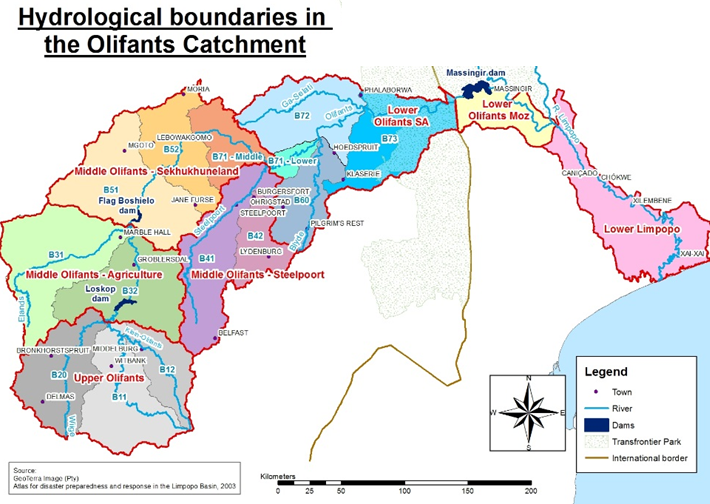 Hydrological boundaries in
the Olifants Catchment
Massingir dam
MASSINGIR
MORIA
Ga-Selati
PHALABORWA
Lower
Olifants SA
Lower
Olifants Moz
R. Limpopo
B72
Olifants
LEBOWAKGOMO
B52
MGOTO
B71 - Middle
B71 - Lower
HOEDSPRUIT
B73
Middle Olifants - Sekhukhuneland
KLASERIE
CANIÇADO
CHÓKWE
B51
Flag Boshielo
dam
JANE FURSE
BURGERSFORT
OHRIGSTAD
STEELPOORT
B60
XILEMBENE
Steelpoort
PILGRIM'S REST
Blyde
Lower Limpopo
MARBLE HALL
B31
B42
LYDENBURG
XAI-XAI
GROBLERSDAL
B41
Middle Olifants - Agriculture
Middle Olifants - Steelpoort
Loskop
dam
B32
Elands
BELFAST
Klein-Olifants
BRONKHORSTSPRUIT
MIDDELBURG
WITBANK
B20
B12
Upper Olifants
DELMAS
B11
Wilge
Legend
Town
River
Dams
Transfrontier Park
International border
N
W
E
S
Source:
GeoTerra Image (Pty)
Atlas for disaster preparedness and response in the Limpopo Basin, 2003
Kilometers
0 25 50 100 150 200